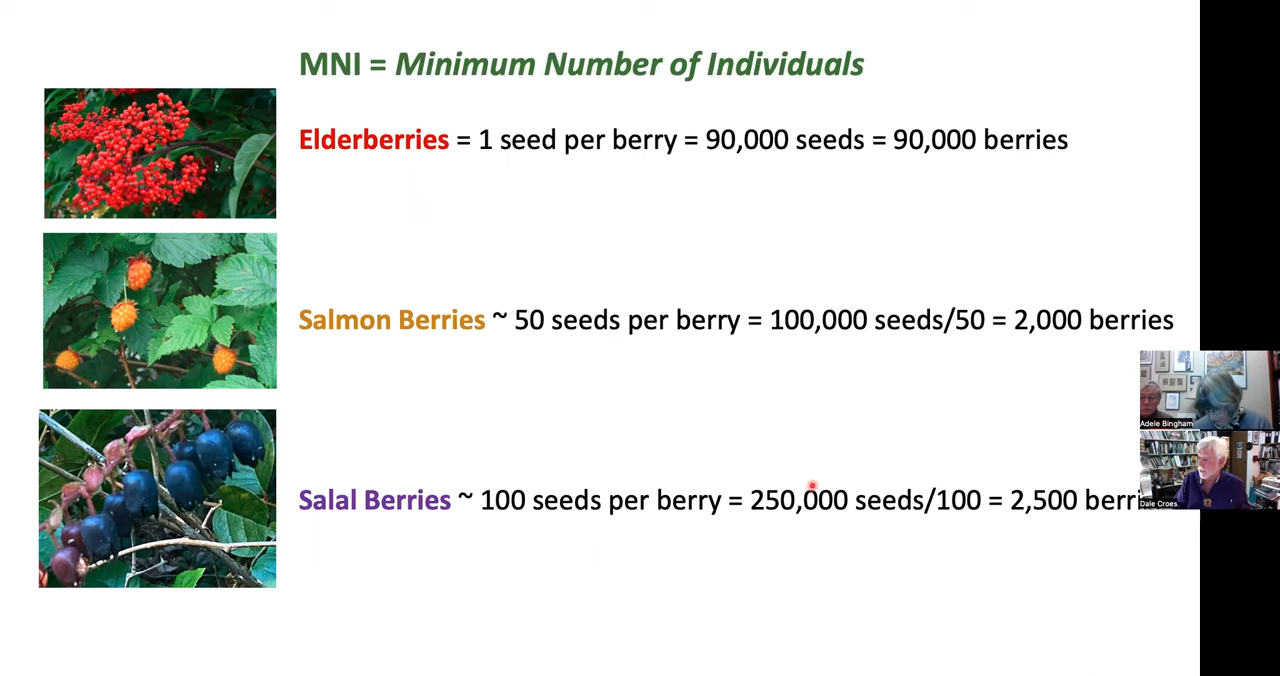 MNI = Minimum Number of Individuals
Elderberries = 1 seed per berry = 90,000 seeds = 90,000 berries
Salmon Berries ~ 50 seeds per berry = 100,000 seeds/50 = 2,000 berries
Adele Bingham
Salal Berries ~ 100 seeds per berry = 250,000 seeds/100 = 2,500 berri
Dale Croes